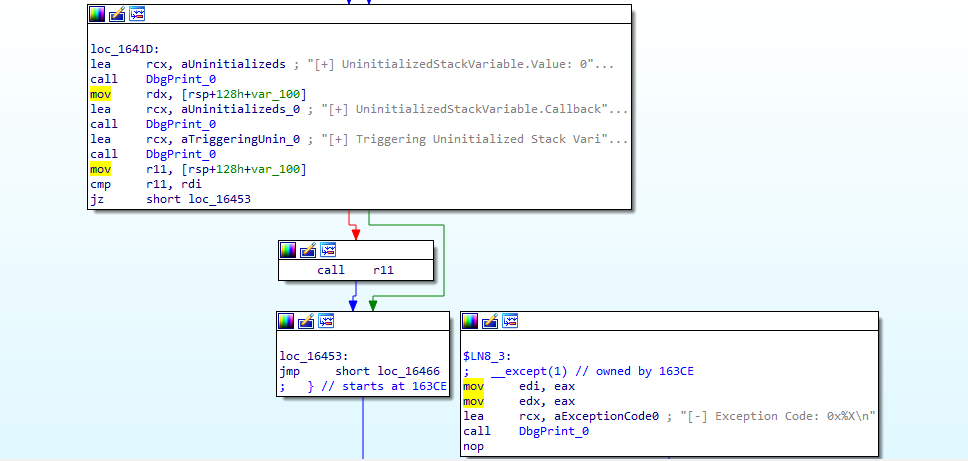 loc_1641D:
lea rcx, aUninitializeds ; "[+] UninitializedStackVariable.Value: 0"...
call DbgPrint_0
mov rdx, [rsp+128h+var_100]
lea rcx, aUninitializeds_0 ; "[+] UninitializedStackVariable.Callback"...
call DbgPrint_0
lea rcx, aTriggeringUnin_0 ; "[+] Triggering Uninitialized Stack Vari"...
call DbgPrint_0
mov r11, [rsp+128h+var_100]
cmp r11, rdi
jz short loc_16453
call r11
loc_16453:
jmp short loc_16466
; } // starts at 163CE
$LN8_3:
; __except(1) // owned by 163CE
mov edi, eax
mov edx, eax
lea rcx, aExceptionCode0 ; "[-] Exception Code: 0x%X\n"
call DbgPrint_0
nop